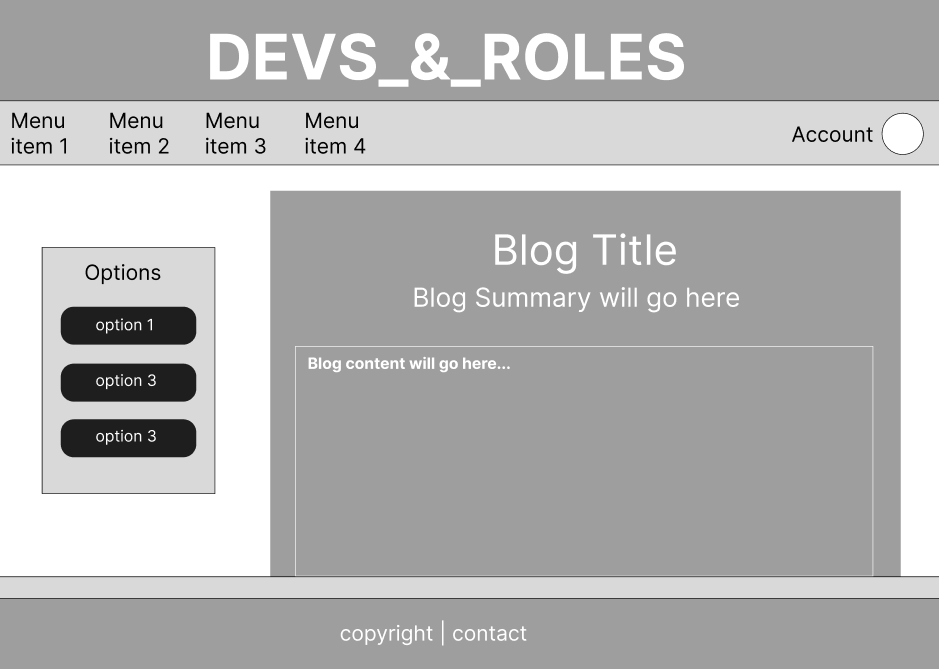 DEVS_&_ROLES
Menu
item 1
Menu
item 2
Menu
item 3
Menu
item 4
Account
Options
option 1
option 3
option 3
Blog Title
Blog Summary will go here
Blog content will go here...
copyright | contact